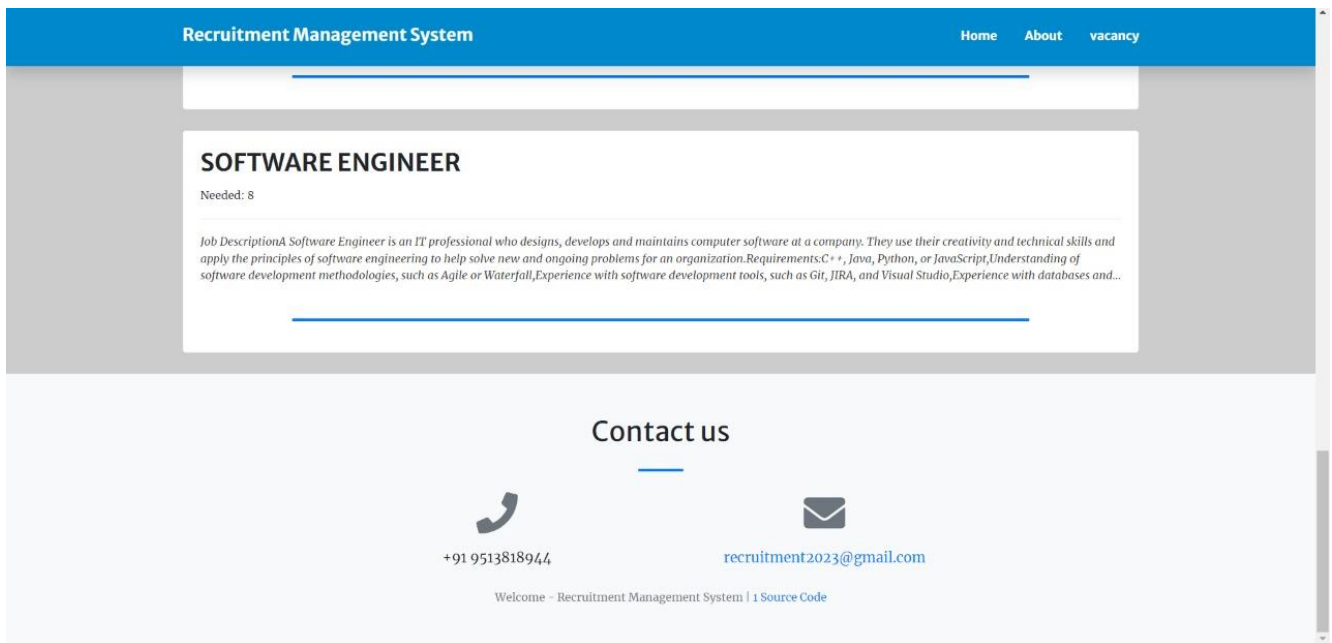 Recruitment Management System
Home About vacancy
SOFTWARE ENGINEER
Needed: 8
Job DescriptionA Software Engineer is an IT professional who designs, develops and maintains computer software at a company. They use their creativity and technical skills and
apply the principles of software engineering to help solve new and ongoing problems for an organization.Requirements:C++, Java, Python, or JavaScript,Understanding of
software development methodologies, such as Agile or Waterfall,Experience with software development tools, such as Git, JIRA, and Visual Studio,Experience with databases and...
Contact us
+91 9513818944
recruitment2023@gmail.com
Welcome - Recruitment Management System | 1 Source Code